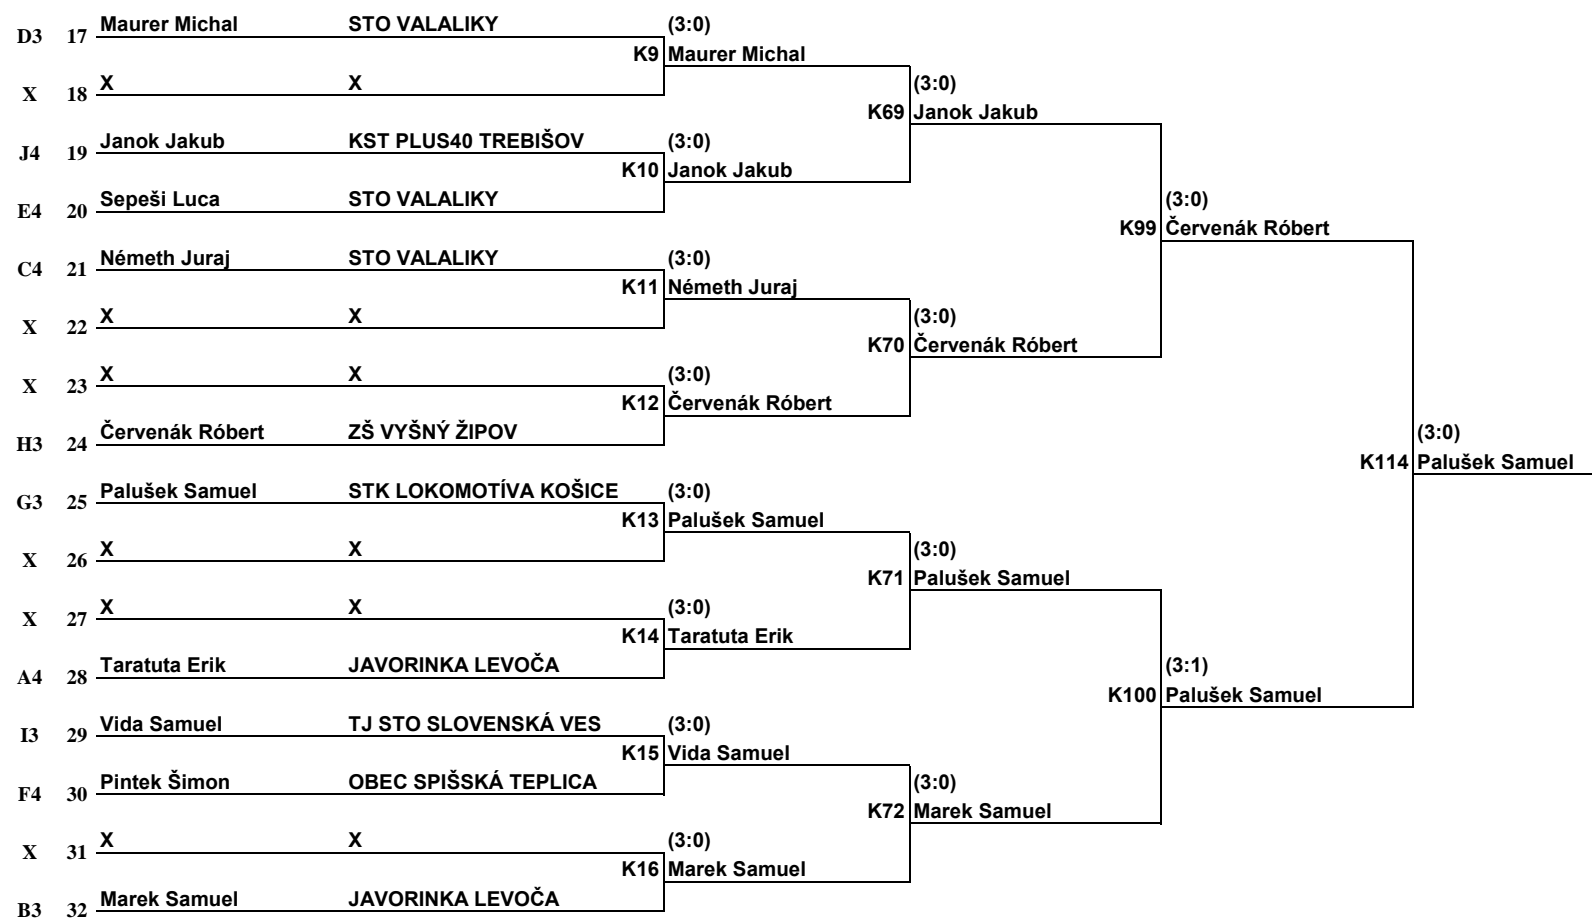 Maurer Michal STO VALALIKY (3:0)
D3 17
K9 Maurer Michal
X X (3:0)
X 18
K69 Janok Jakub
Janok Jakub KST PLUS40 TREBIŠOV (3:0)
J4 19
K10 Janok Jakub
Sepeši Luca STO VALALIKY (3:0)
E4 20
K99 Červenák Róbert
Németh Juraj STO VALALIKY (3:0)
C4 21
K11 Németh Juraj
X X (3:0)
X 22
K70 Červenák Róbert
X X (3:0)
X 23
K12 Červenák Róbert
Červenák Róbert ZŠ VYŠNÝ ŽIPOV (3:0)
H3 24
K114 Palušek Samuel
Palušek Samuel STK LOKOMOTÍVA KOŠICE (3:0)
G3 25
K13 Palušek Samuel
X X (3:0)
X 26
K71 Palušek Samuel
X X (3:0)
X 27
K14 Taratuta Erik
Taratuta Erik JAVORINKA LEVOČA (3:1)
A4 28
K100 Palušek Samuel
Vida Samuel TJ STO SLOVENSKÁ VES (3:0)
I3 29
K15 Vida Samuel
Pintek Šimon OBEC SPIŠSKÁ TEPLICA (3:0)
F4 30
K72 Marek Samuel
X X (3:0)
X 31
K16 Marek Samuel
Marek Samuel JAVORINKA LEVOČA
B3 32